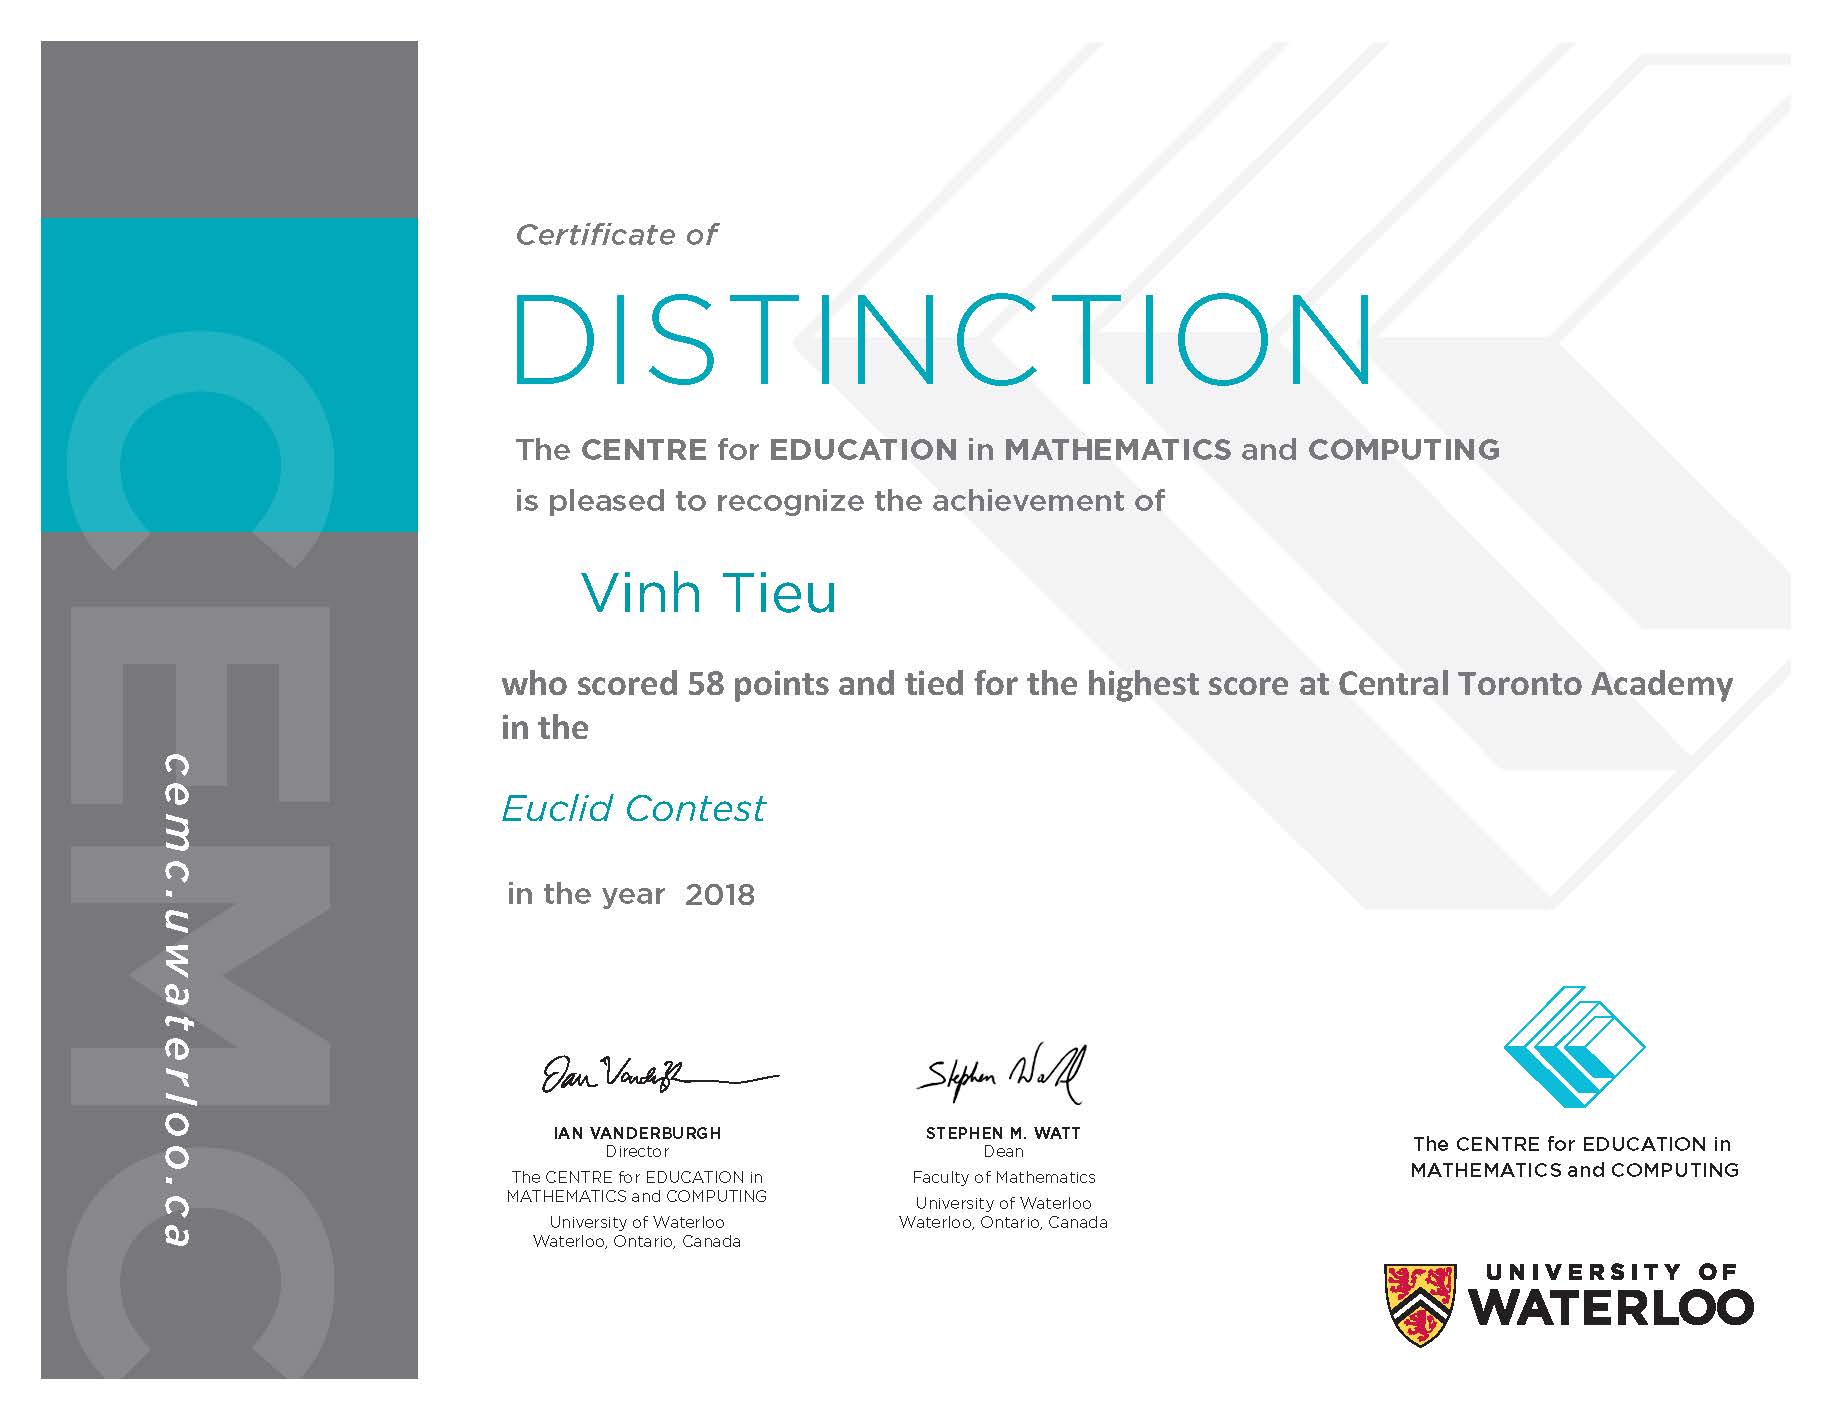 CEMC
cemc.uwaterloo.ca
Certificate of
DISTINCTION
The CENTRE for EDUCATION in MATHEMATICS and COMPUTING
is pleased to recognize the achievement of
Vinh Tieu
who scored 58 points and tied for the highest score at Central Toronto Academy
in the
Euclid Contest
in the year 2018
Ian Vanderburgh
IAN VANDERBURGH
Director
The CENTRE for EDUCATION in
MATHEMATICS and COMPUTING
University of Waterloo
Waterloo, Ontario, Canada
Stephen Watt
STEPHEN M. WATT
Dean
Faculty of Mathematics
University of Waterloo
Waterloo, Ontario, Canada
The CENTRE for EDUCATION in
MATHEMATICS and COMPUTING
UNIVERSITY OF
WATERLOO